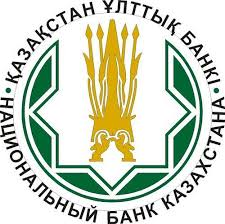 ҚАЗАҚСТАН ҰЛТТЫҚ БАНКІ
НАЦИОНАЛЬНЫЙ БАНК КАЗАХСТАНА